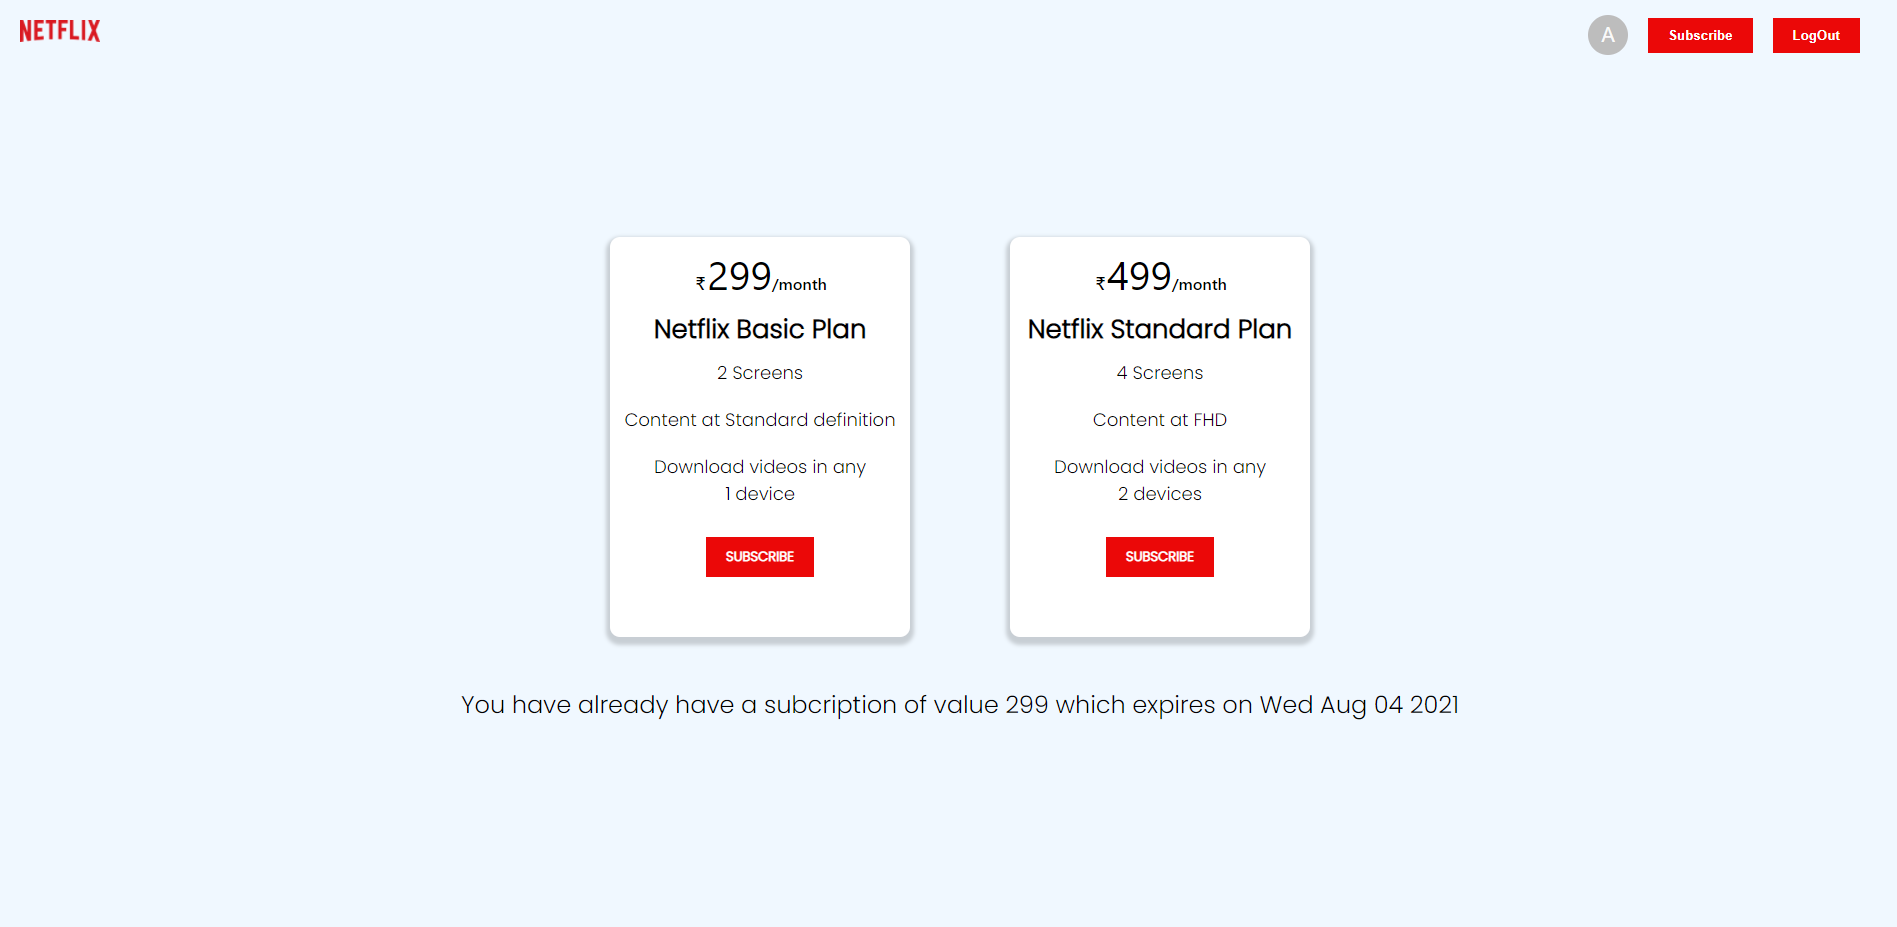 NETFLIX
A
Subscribe
LogOut
₹299/month
Netflix Basic Plan
2 Screens
Content at Standard definition
Download videos in any
1 device
SUBSCRIBE
₹499/month
Netflix Standard Plan
4 Screens
Content at FHD
Download videos in any
2 devices
SUBSCRIBE
You have already have a subcription of value 299 which expires on Wed Aug 04 2021